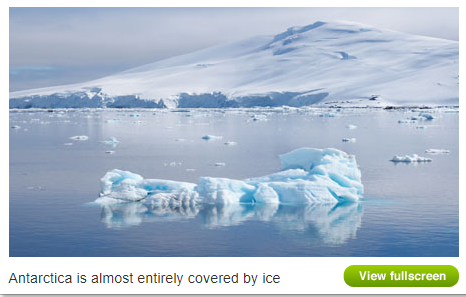 Antarctica is almost entirely covered by ice
View fullscreen